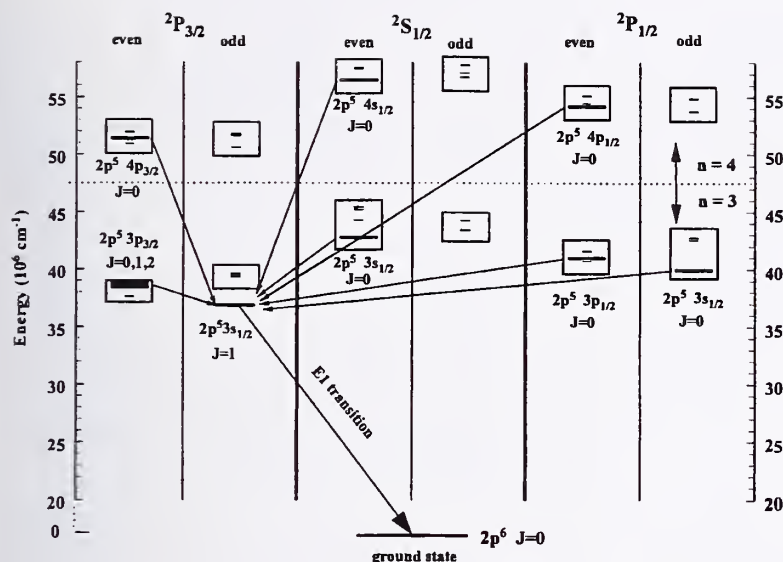 ²P₃/₂ ²S₁/₂ ²P₁/₂
even odd even odd even odd
Energy (10⁶ cm⁻¹)
55
50
45
40
35
30
25
20
0
2p⁵ 4p₃/₂
J=0
2p⁵ 3p₃/₂
J=0,1,2
2p⁵3s₁/₂
J=1
2p⁵ 4s₁/₂
J=0
2p⁵ 3s₁/₂
J=0
2p⁵ 4p₁/₂
J=0
2p⁵ 3p₁/₂
J=0
n = 4
n = 3
2p⁵ 3s₁/₂
J=0
55
50
45
40
35
30
25
20
0
E1 transition
2p⁶ J=0
ground state